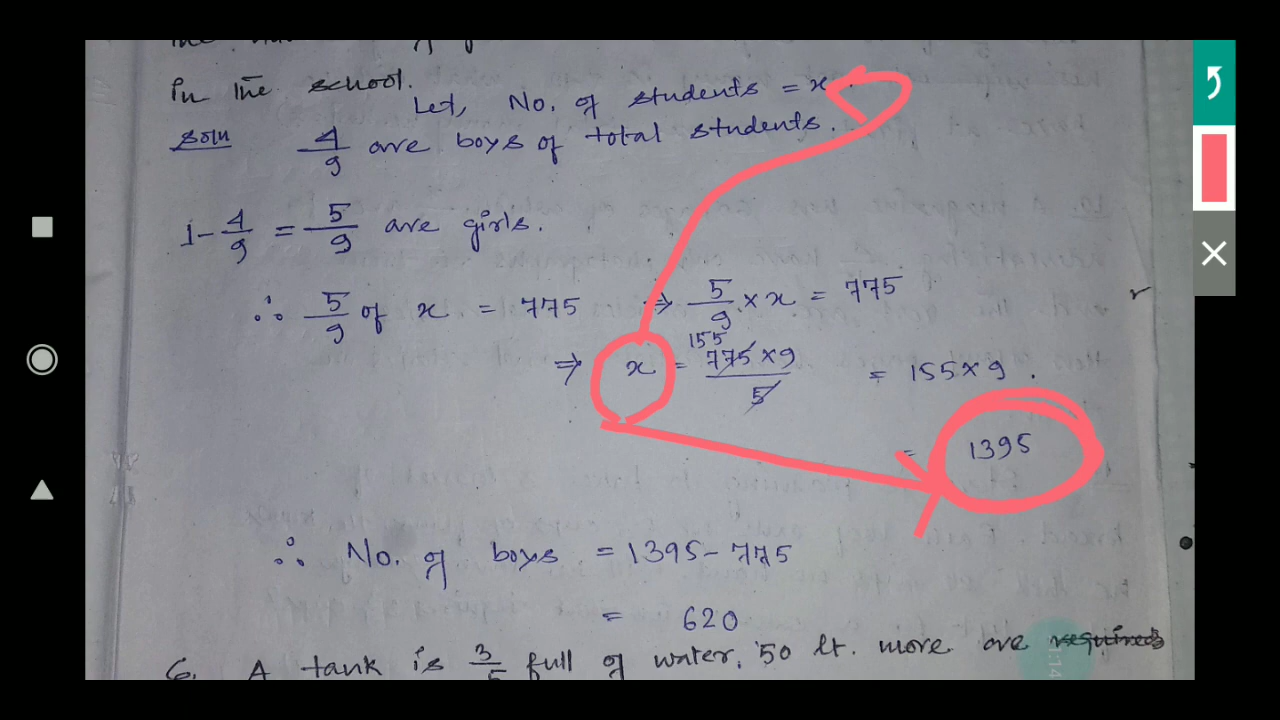 in the school.
Let, No. of students = x.
Soln 4/9 are boys of total students.
1 - 4/9 = 5/9 are girls.
∴ 5/9 of x = 775 ⇒ 5/9 × x = 775
⇒ x = 775 × 9 / 5 = 155 × 9.
155
= 1395
∴ No. of boys = 1395 - 775
= 620
6. A tank is 3/5 full of water, 50 lt. more are required
1:14